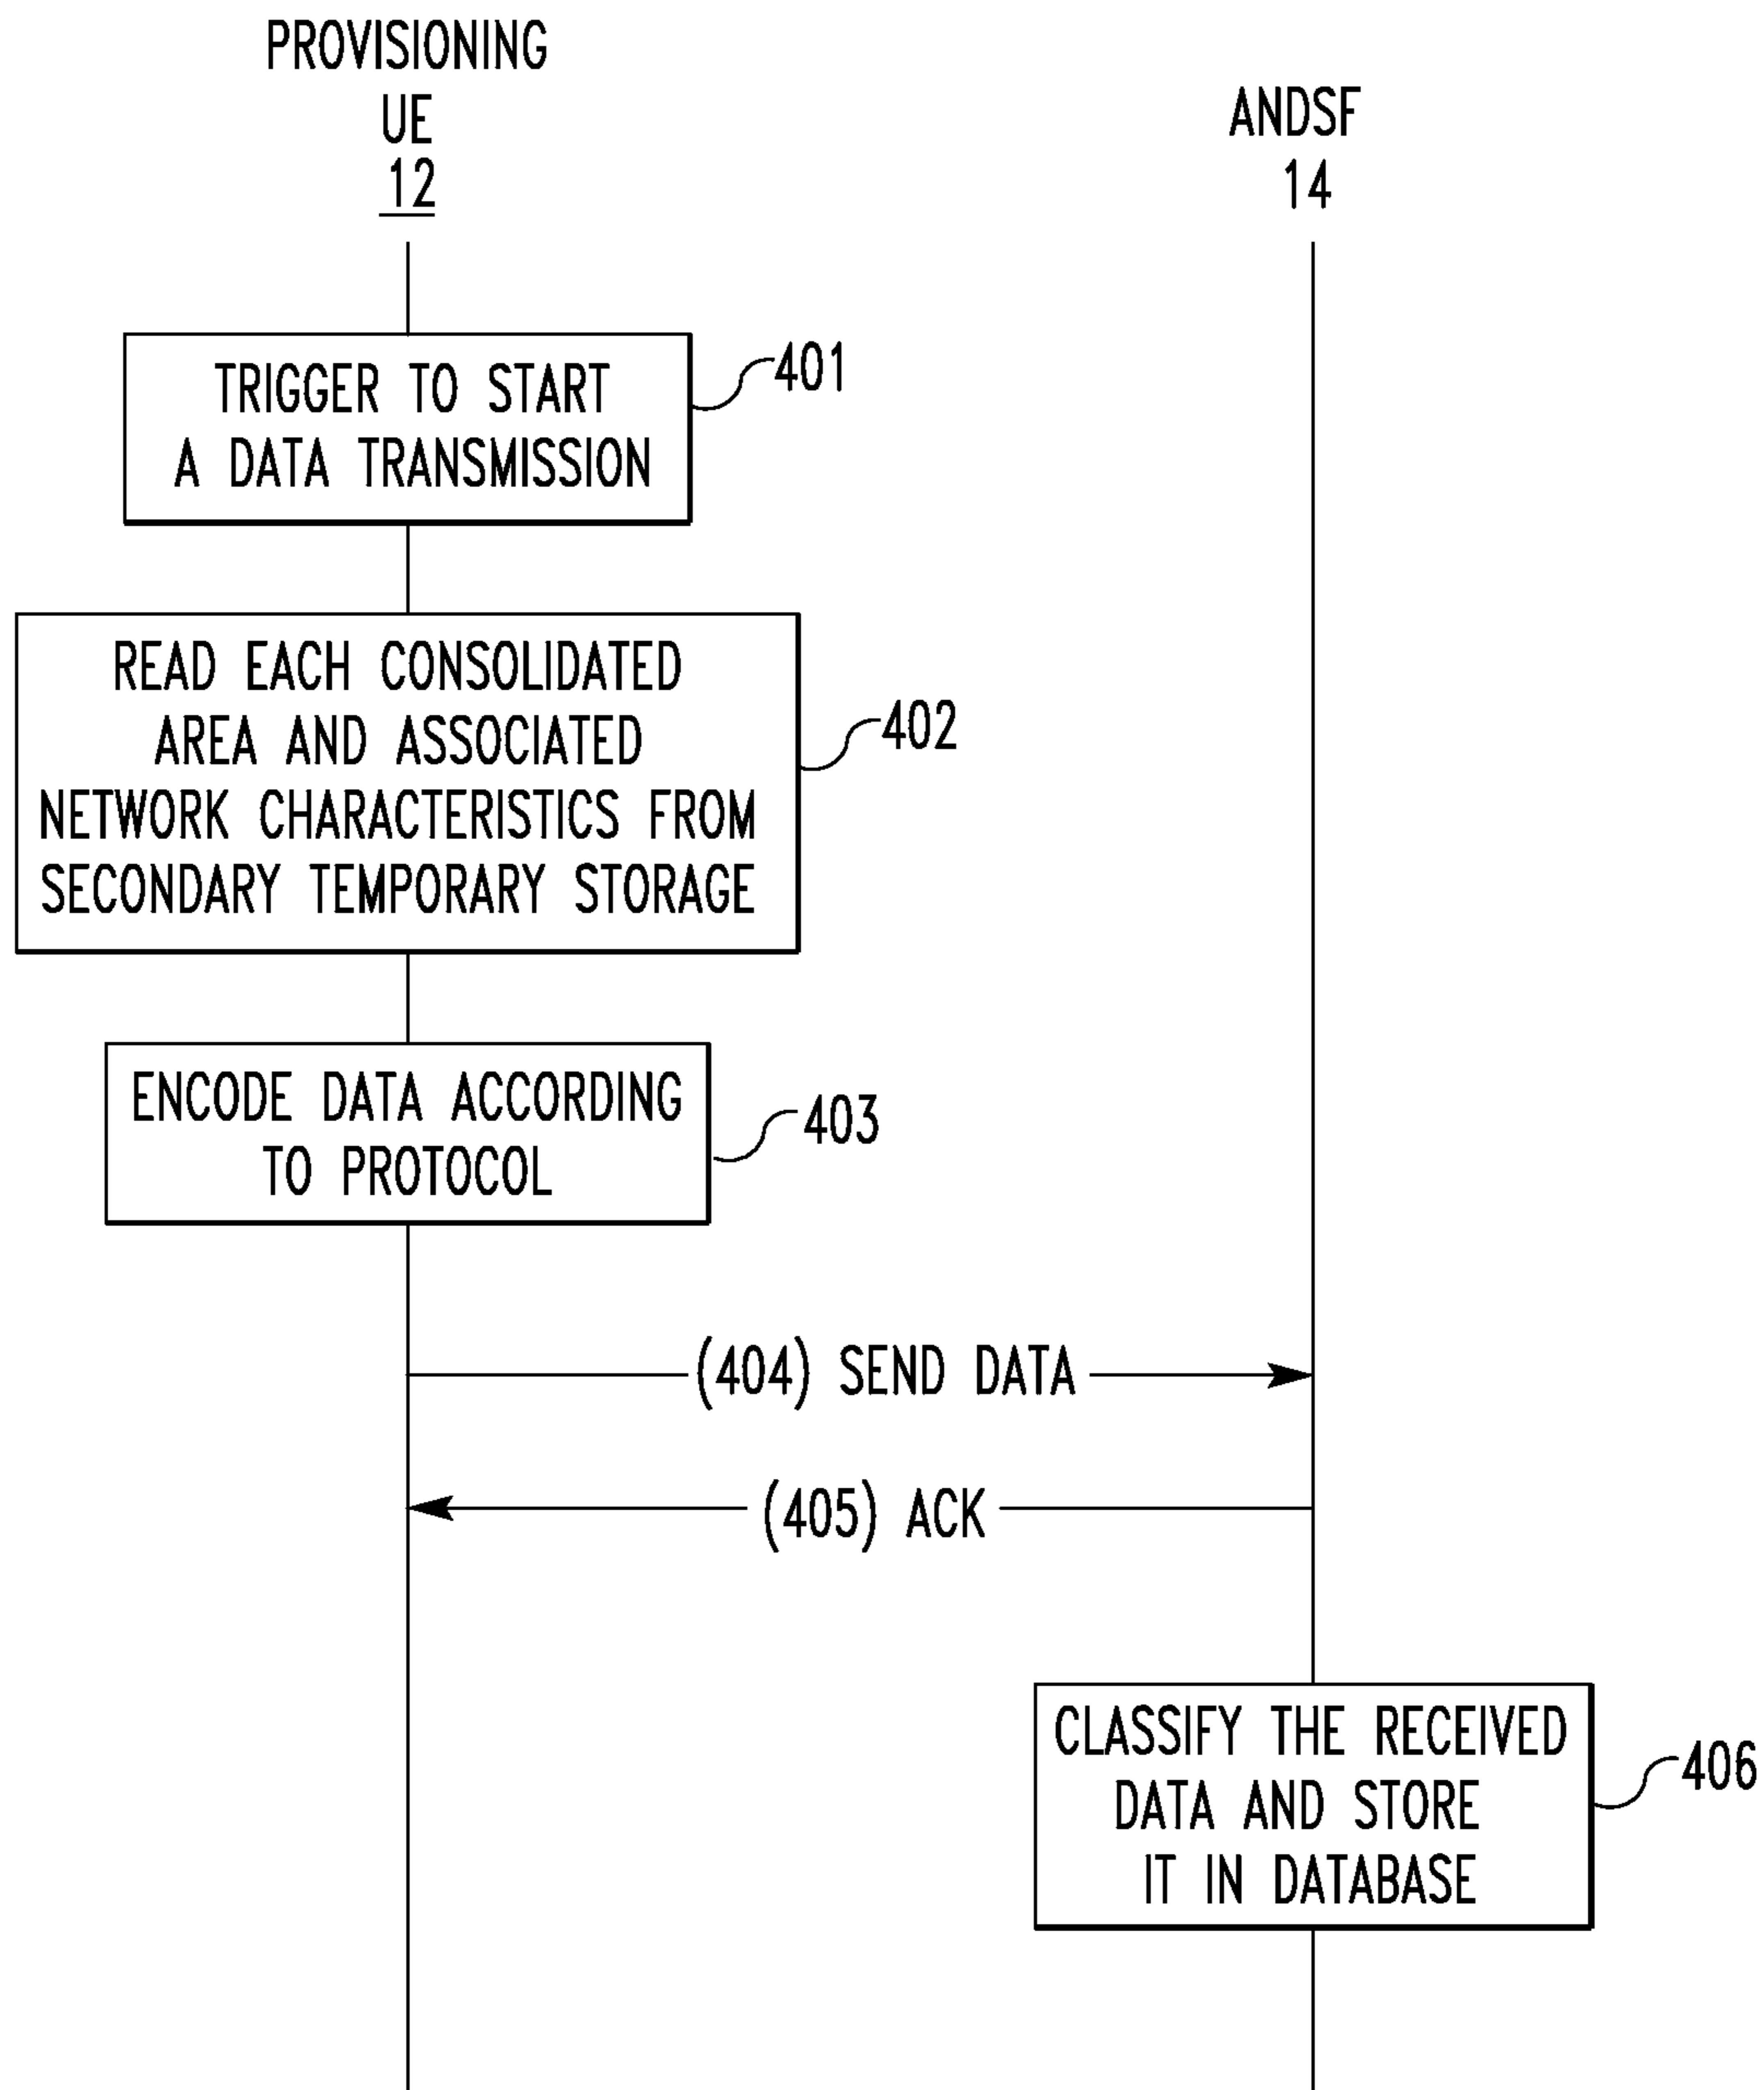 PROVISIONING
UE
12
ANDSF
14
TRIGGER TO START
A DATA TRANSMISSION
401
READ EACH CONSOLIDATED
AREA AND ASSOCIATED
NETWORK CHARACTERISTICS FROM
SECONDARY TEMPORARY STORAGE
402
ENCODE DATA ACCORDING
TO PROTOCOL
403
(404) SEND DATA
(405) ACK
CLASSIFY THE RECEIVED
DATA AND STORE
IT IN DATABASE
406